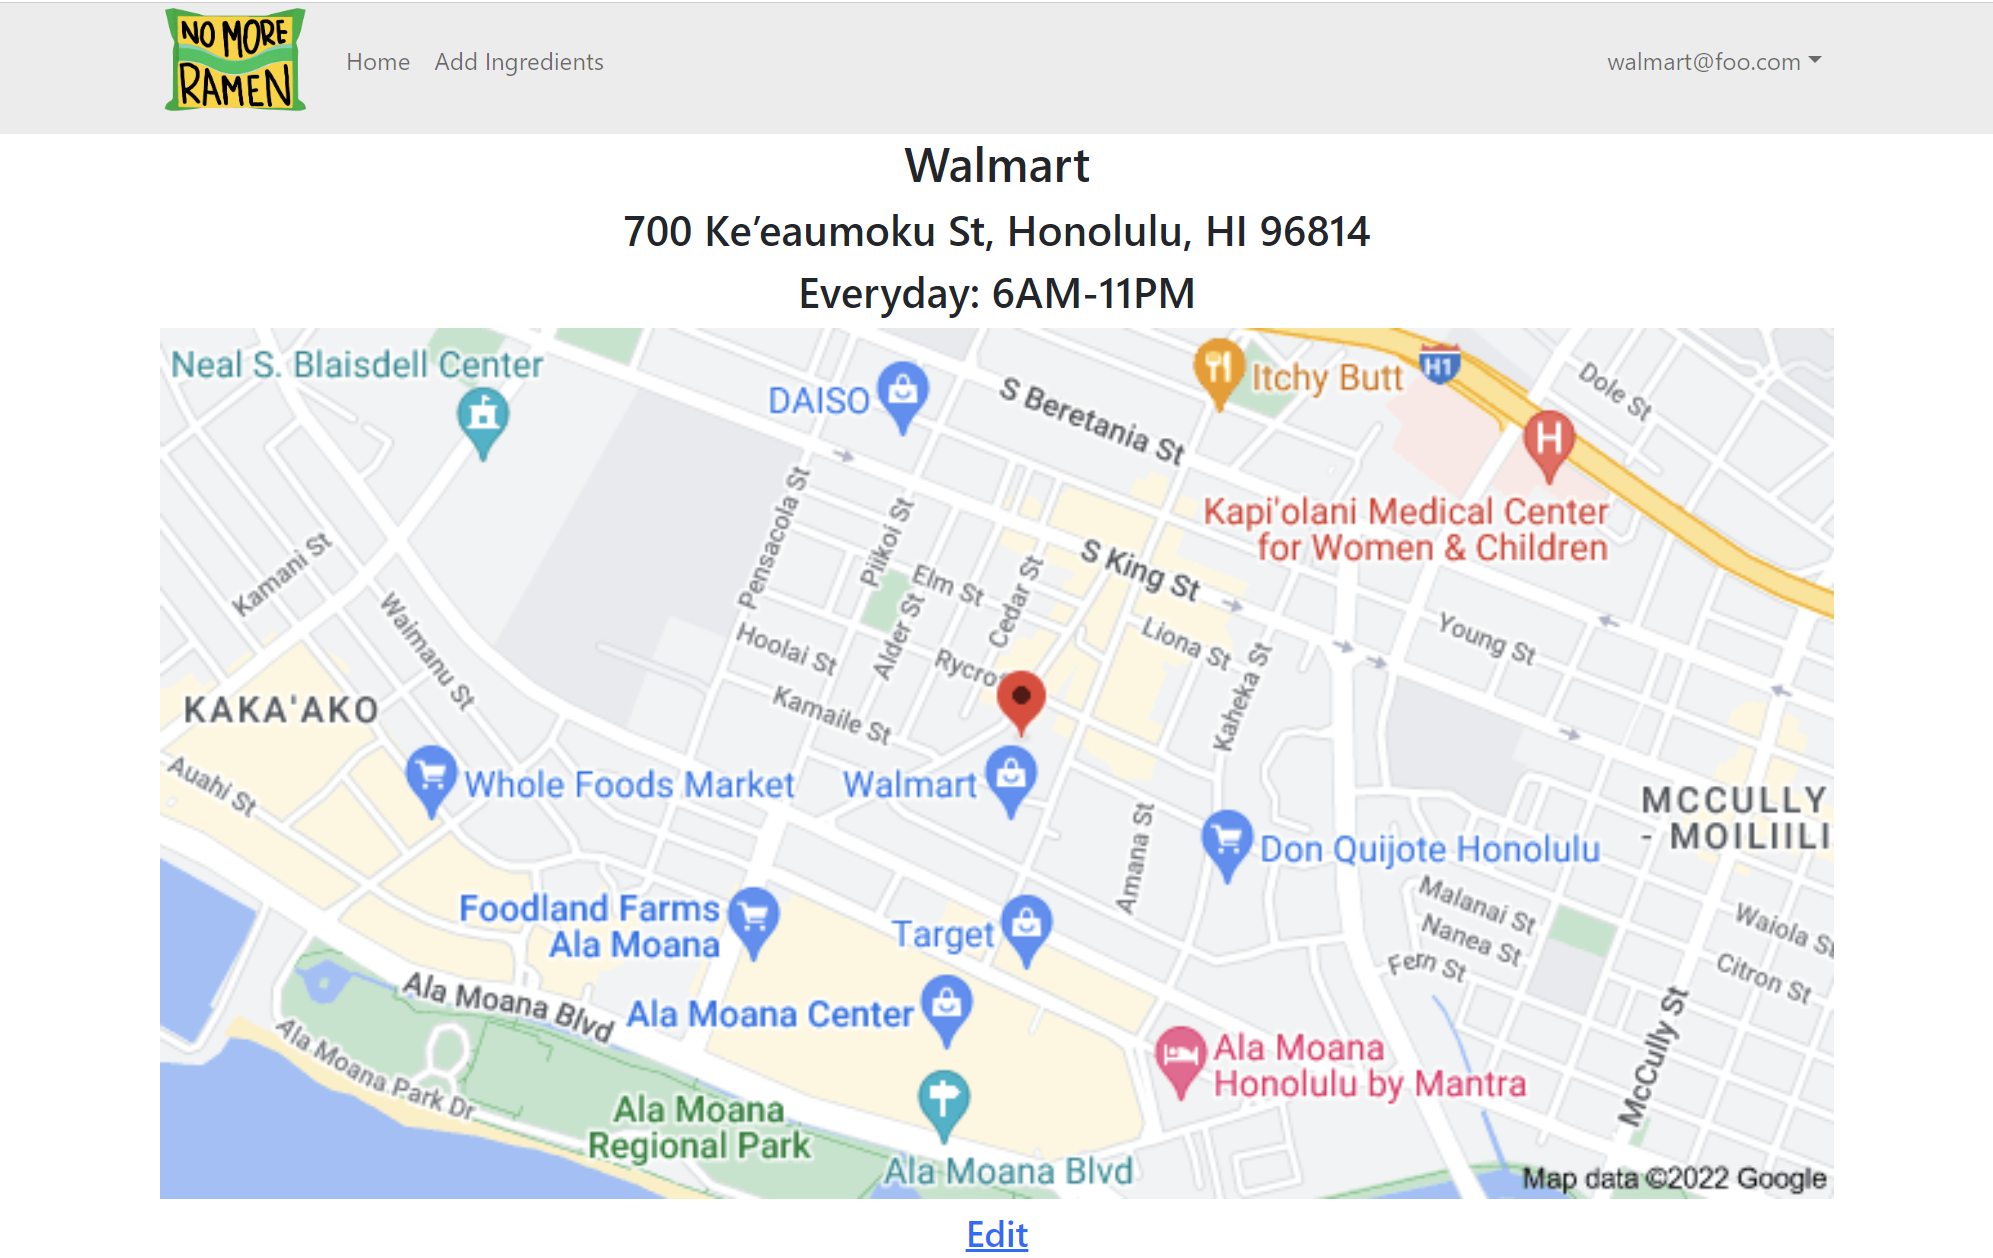 NO MORE
RAMEN
Home
Add Ingredients
walmart@foo.com
Walmart
700 Ke’eaumoku St, Honolulu, HI 96814
Everyday: 6AM-11PM
Neal S. Blaisdell Center
DAISO
S Beretania St
Itchy Butt
H1
Dole St
H
Kapi'olani Medical Center
for Women & Children
Kamani St
Waimanu St
Pensacola St
Piikoi St
Elm St
Cedar St
S King St
Alder St
Hoolai St
Rycro
Liona St
Kaheka St
Young St
Kamaile St
KAKA'AKO
Auahi St
Whole Foods Market
Walmart
Amana St
Don Quijote Honolulu
MCCULLY
- MOILIILI
Foodland Farms
Ala Moana
Target
Malanai St
Nanea St
Fern St
Waiola St
Citron St
Ala Moana Blvd
Ala Moana Center
Ala Moana Park Dr
Ala Moana
Honolulu by Mantra
McCully St
Ala Moana
Regional Park
Ala Moana Blvd
Map data ©2022 Google
Edit